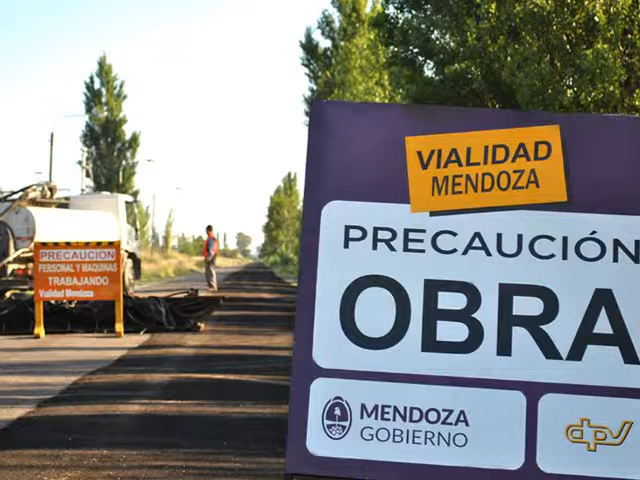 VIALIDAD
MENDOZA
PRECAUCIÓN
OBRA
MENDOZA
GOBIERNO
dpv
PRECAUCION
PERSONAL Y MAQUINAS
TRABAJANDO
Vialidad Mendoza